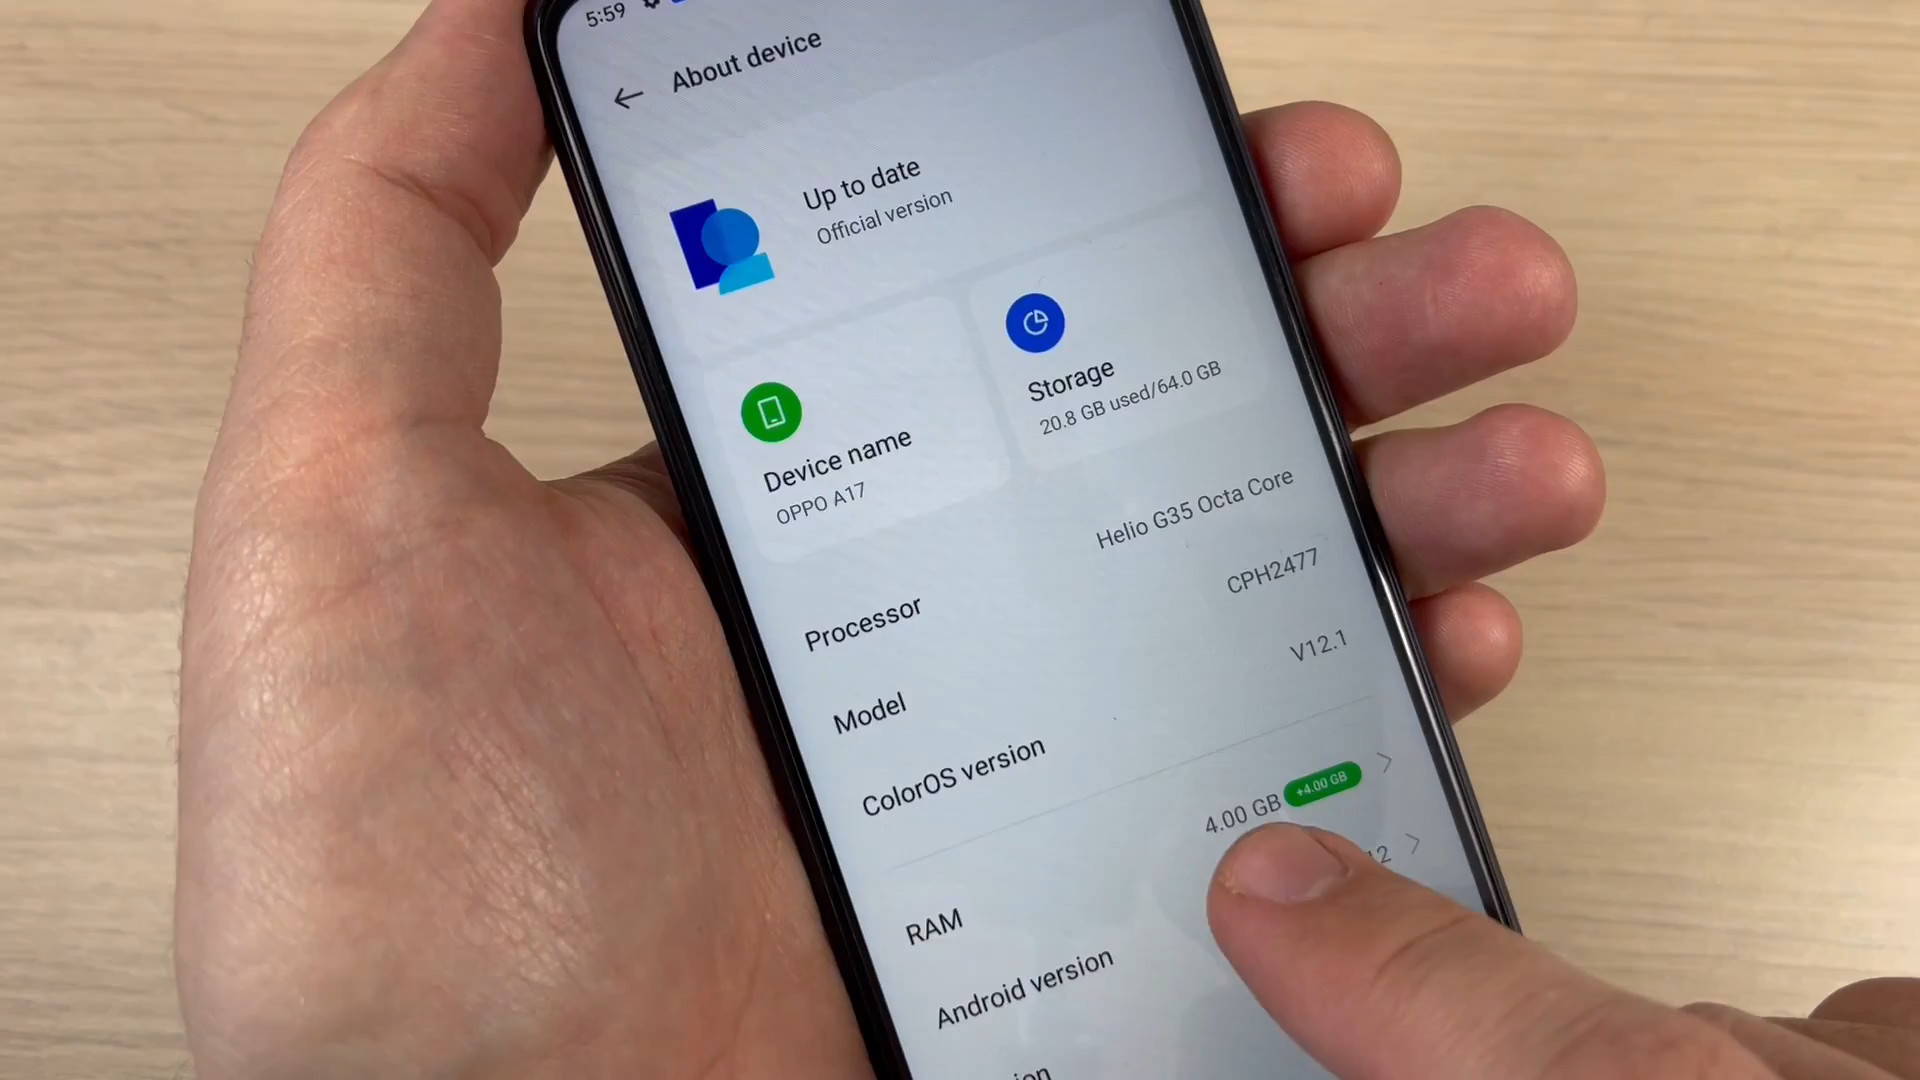 5:59
About device
Up to date
Official version
Device name
OPPO A17
Storage
20.8 GB used/64.0 GB
Processor
Helio G35 Octa Core
Model
CPH2477
ColorOS version
V12.1
RAM
4.00 GB +4.00 GB
Android version
12